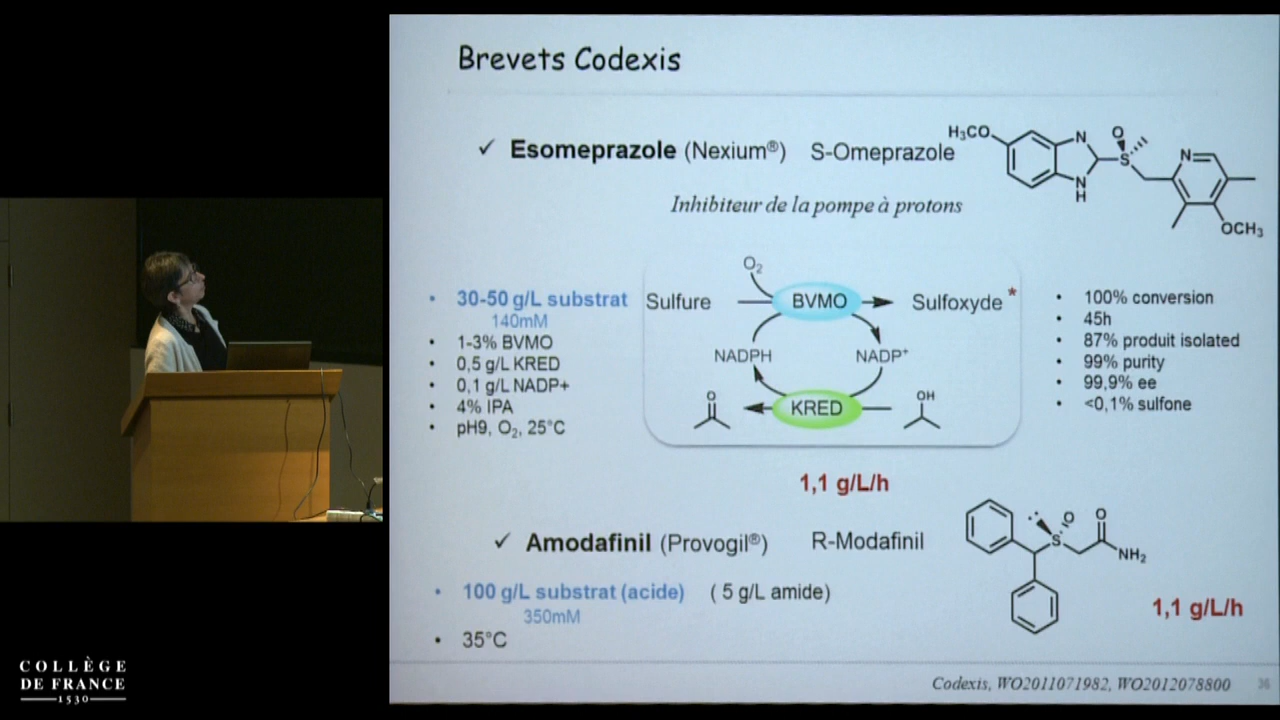 Brevets Codexis
✓ Esomeprazole (Nexium®) S-Omeprazole
H₃CO
N
N
H
O
S
N
OCH₃
Inhibiteur de la pompe à protons
• 30-50 g/L substrat
140mM
• 1-3% BVMO
• 0,5 g/L KRED
• 0,1 g/L NADP+
• 4% IPA
• pH9, O₂, 25°C
O₂
Sulfure BVMO Sulfoxyde *
NADPH NADP⁺
O KRED OH
• 100% conversion
• 45h
• 87% produit isolated
• 99% purity
• 99,9% ee
• <0,1% sulfone
1,1 g/L/h
✓ Amodafinil (Provogil®) R-Modafinil
O
S
O
NH₂
• 100 g/L substrat (acide) ( 5 g/L amide)
350mM
• 35°C
1,1 g/L/h
Codexis, WO2011071982, WO2012078800 36
COLLÈGE
DE FRANCE
1530